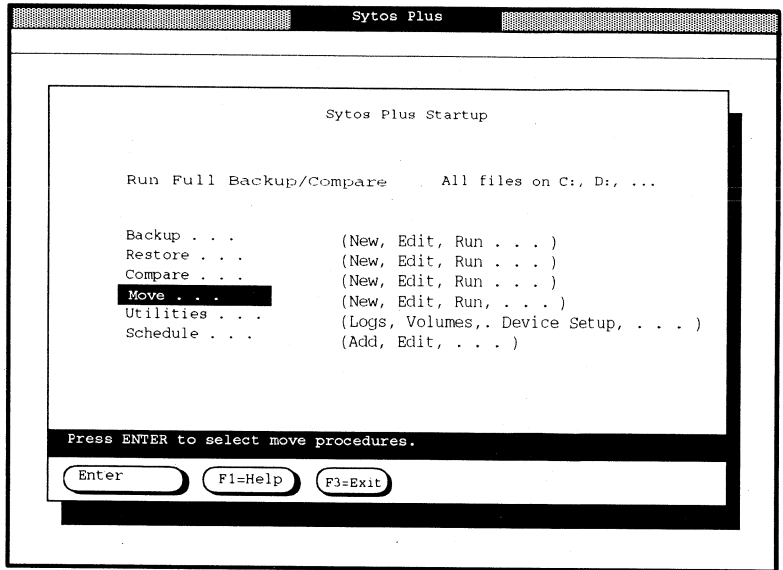 Sytos Plus
Sytos Plus Startup
Run Full Backup/Compare All files on C:, D:, ...
Backup . . . (New, Edit, Run . . . )
Restore . . . (New, Edit, Run . . . )
Compare . . . (New, Edit, Run . . . )
Move . . . (New, Edit, Run, . . . )
Utilities . . . (Logs, Volumes,. Device Setup, . . . )
Schedule . . . (Add, Edit, . . . )
Press ENTER to select move procedures.
Enter F1=Help F3=Exit